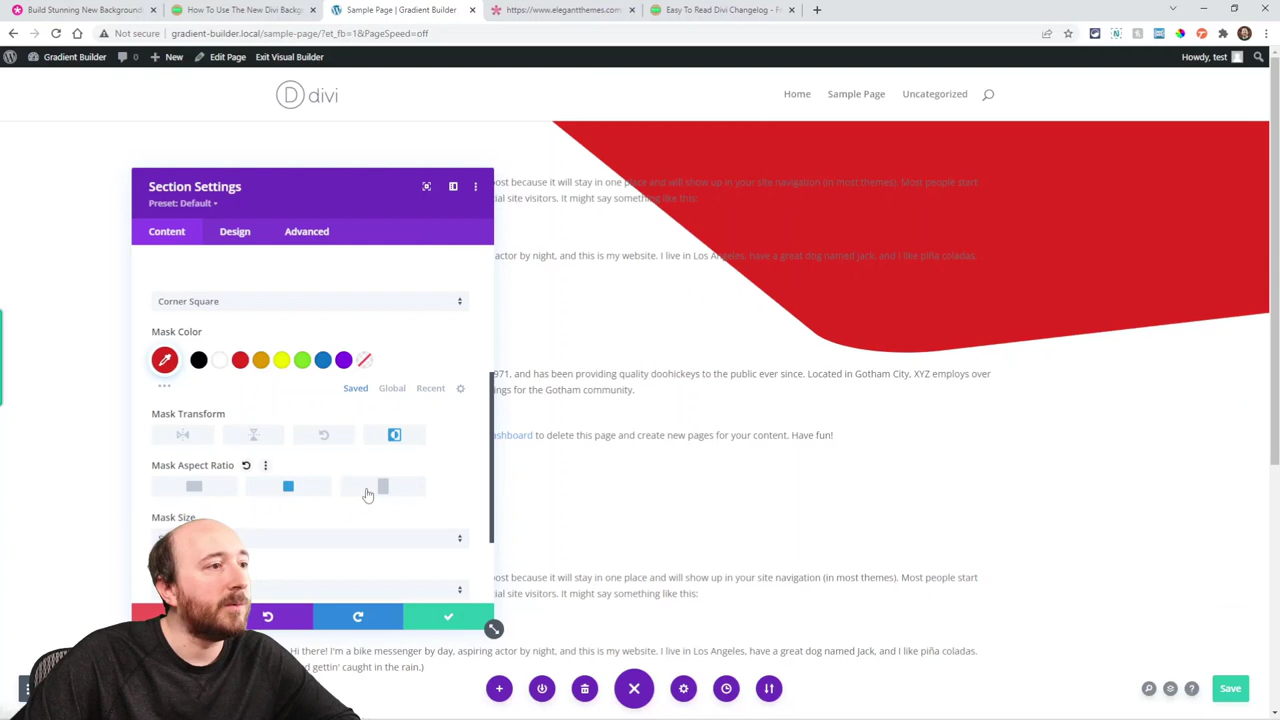 Build Stunning New Background
How To Use The New Divi Backg
Sample Page | Gradient Builder
https://www.elegantthemes.com/
Easy To Read Divi Changelog - F
Not secure | gradient-builder.local/sample-page/?et_fb=1&PageSpeed=off
Gradient Builder 0 New Edit Page Exit Visual Builder Howdy, test
D divi Home Sample Page Uncategorized
Section Settings
Preset: Default
Content Design Advanced
Corner Square
Mask Color
Saved Global Recent
Mask Transform
Mask Aspect Ratio
Mask Size
post because it will stay in one place and will show up in your site navigation (in most themes). Most people start
site visitors. It might say something like this:
actor by night, and this is my website. I live in Los Angeles, have a great dog named Jack, and I like piña coladas.
971, and has been providing quality doohickeys to the public ever since. Located in Gotham City, XYZ employs over
for the Gotham community.
to delete this page and create new pages for your content. Have fun!
post because it will stay in one place and will show up in your site navigation (in most themes). Most people start
site visitors. It might say something like this:
Hi there! I'm a bike messenger by day, aspiring actor by night, and this is my website. I live in Los Angeles, have a great dog named Jack, and I like piña coladas.
gettin' caught in the rain.)
Save